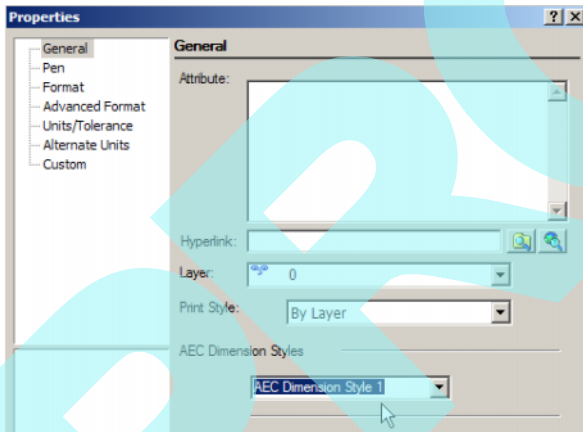 Properties
General
Pen
Format
Advanced Format
Units/Tolerance
Alternate Units
Custom
General
Attribute:
Hyperlink:
Layer: 0
Print Style: By Layer
AEC Dimension Styles
AEC Dimension Style 1